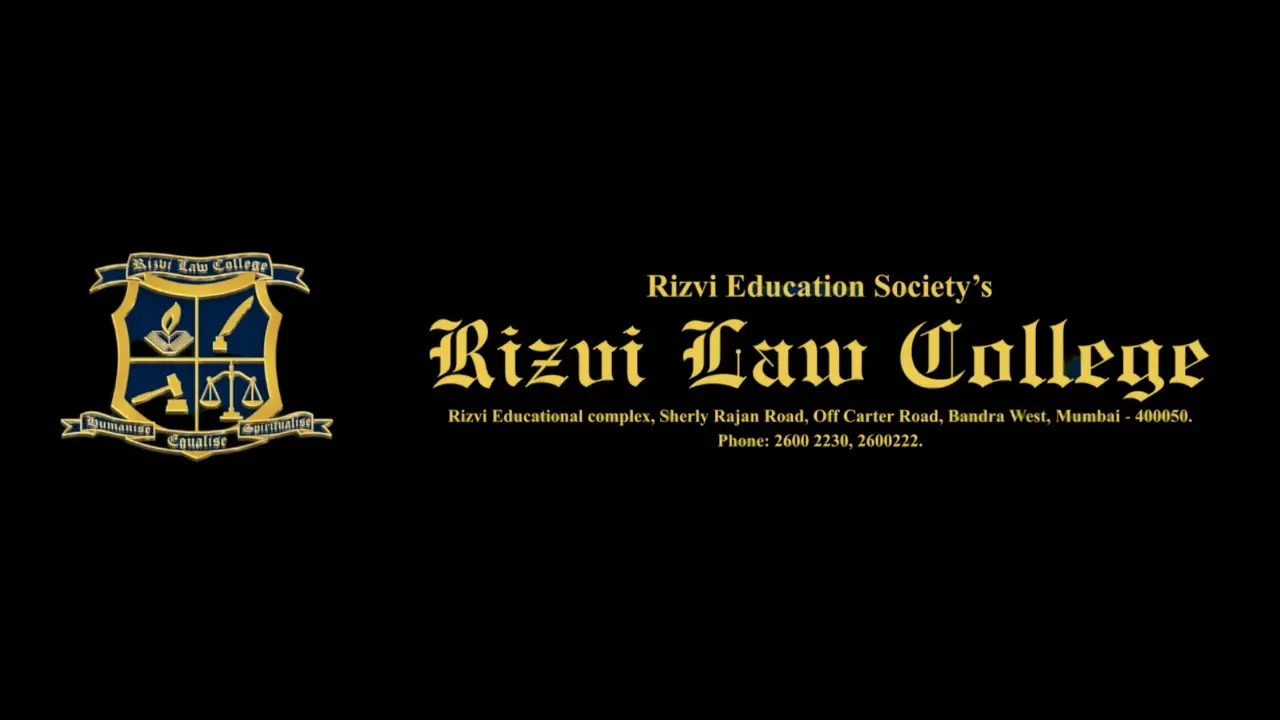 Rizvi Law College
Humanise
Equalise
Spiritualise
Rizvi Education Society’s
Rizvi Law College
Rizvi Educational complex, Sherly Rajan Road, Off Carter Road, Bandra West, Mumbai - 400050.
Phone: 2600 2230, 2600222.